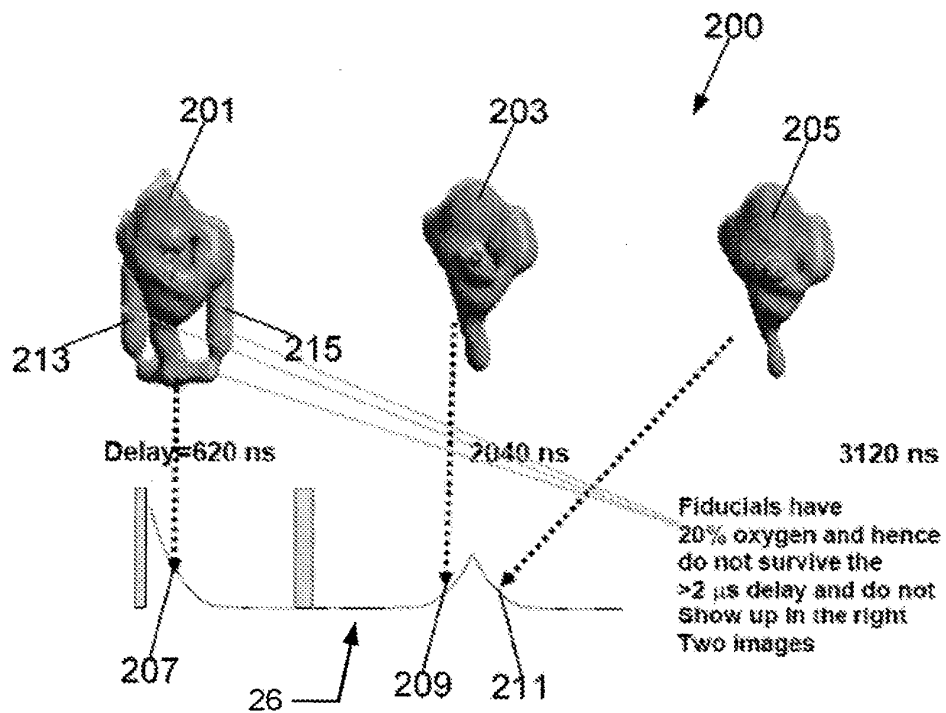 200
201
203
205
213
215
Delay=620 ns
2040 ns
3120 ns
Fiducials have
20% oxygen and hence
do not survive the
>2 µs delay and do not
Show up in the right
Two images
207
26
209
211